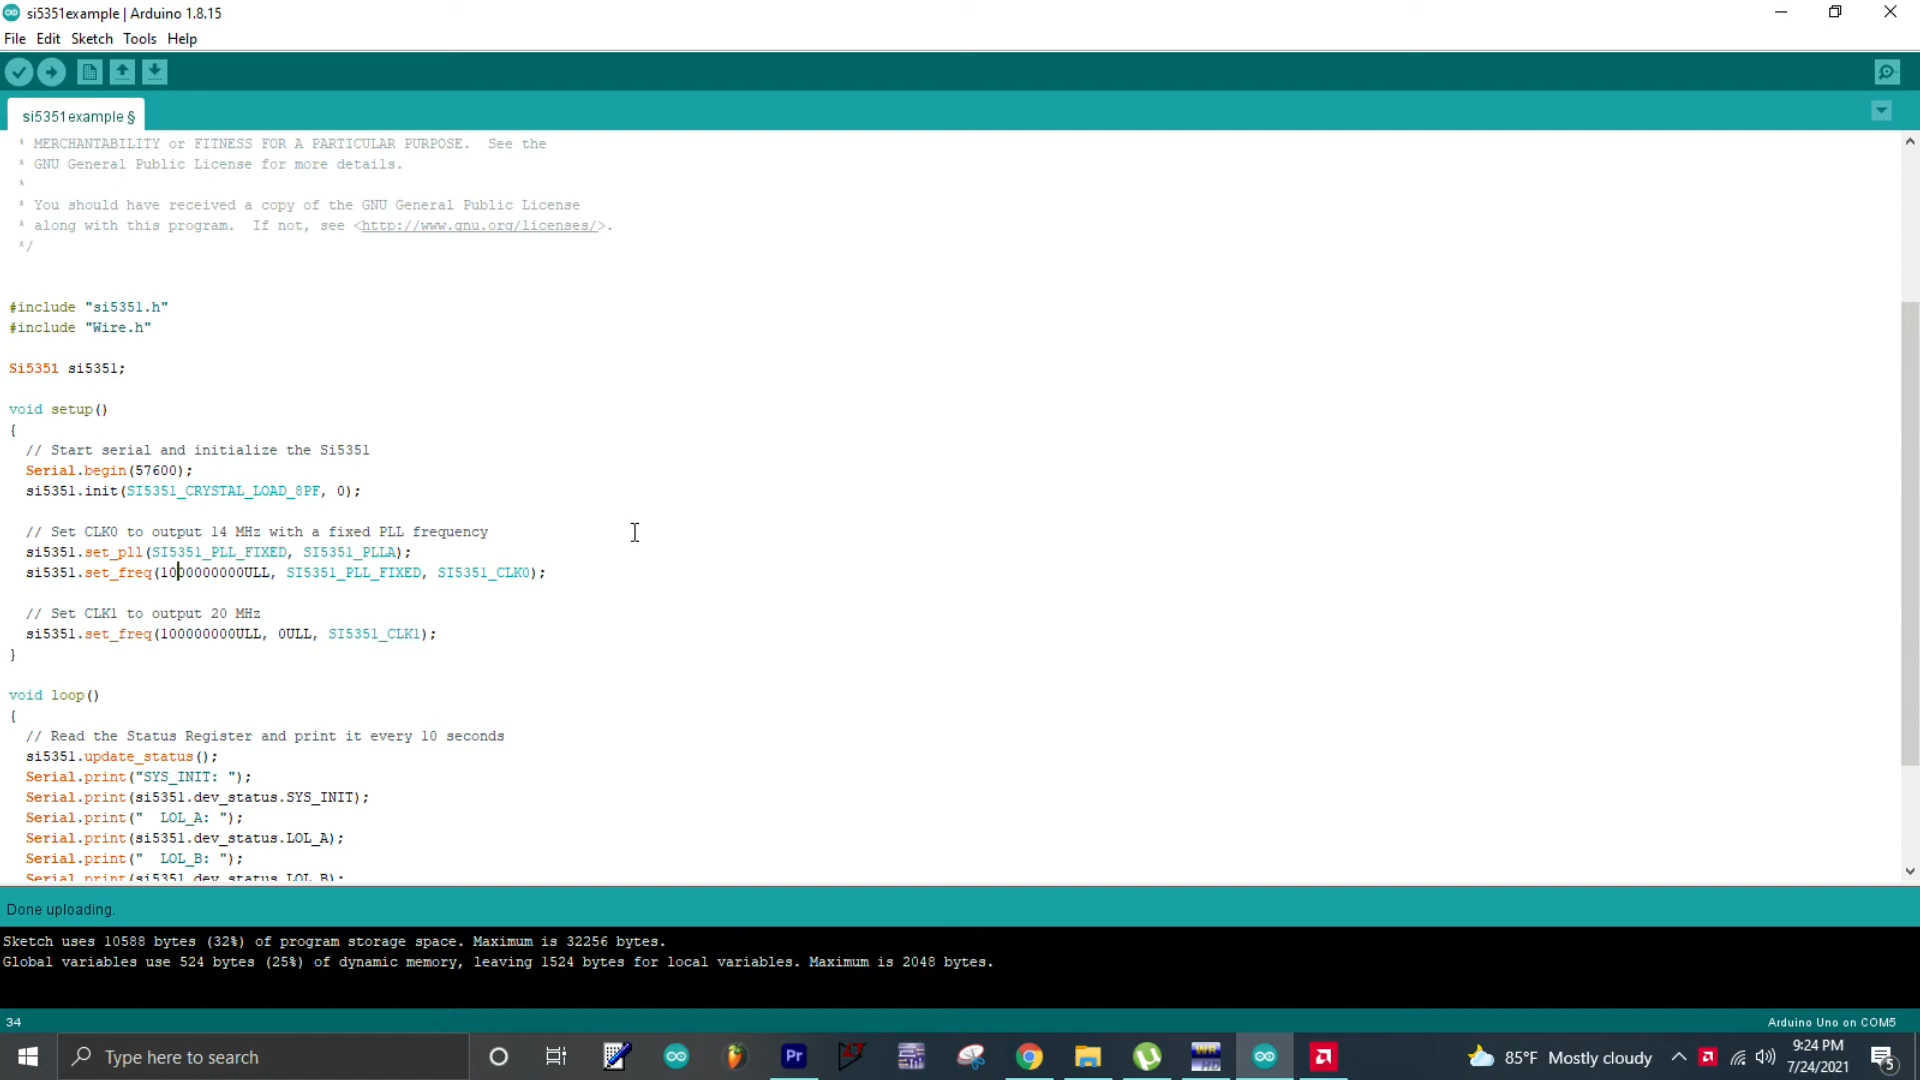 si5351example | Arduino 1.8.15
File Edit Sketch Tools Help
si5351example §
* MERCHANTABILITY or FITNESS FOR A PARTICULAR PURPOSE.  See the
* GNU General Public License for more details.
*
* You should have received a copy of the GNU General Public License
* along with this program.  If not, see <http://www.gnu.org/licenses/>.
*/
#include "si5351.h"
#include "Wire.h"
Si5351 si5351;
void setup()
{
// Start serial and initialize the Si5351
Serial.begin(57600);
si5351.init(SI5351_CRYSTAL_LOAD_8PF, 0);
// Set CLK0 to output 14 MHz with a fixed PLL frequency
si5351.set_pll(SI5351_PLL_FIXED, SI5351_PLLA);
si5351.set_freq(1000000000ULL, SI5351_PLL_FIXED, SI5351_CLK0);
// Set CLK1 to output 20 MHz
si5351.set_freq(100000000ULL, 0ULL, SI5351_CLK1);
}
void loop()
{
// Read the Status Register and print it every 10 seconds
si5351.update_status();
Serial.print("SYS_INIT: ");
Serial.print(si5351.dev_status.SYS_INIT);
Serial.print("  LOL_A: ");
Serial.print(si5351.dev_status.LOL_A);
Serial.print("  LOL_B: ");
Serial.print(si5351.dev_status.LOL_B);
Done uploading.
Sketch uses 10588 bytes (32%) of program storage space. Maximum is 32256 bytes.
Global variables use 524 bytes (25%) of dynamic memory, leaving 1524 bytes for local variables. Maximum is 2048 bytes.
34
Arduino Uno on COM5
Type here to search
Pr
WR
HD
85°F Mostly cloudy
9:24 PM
7/24/2021
5